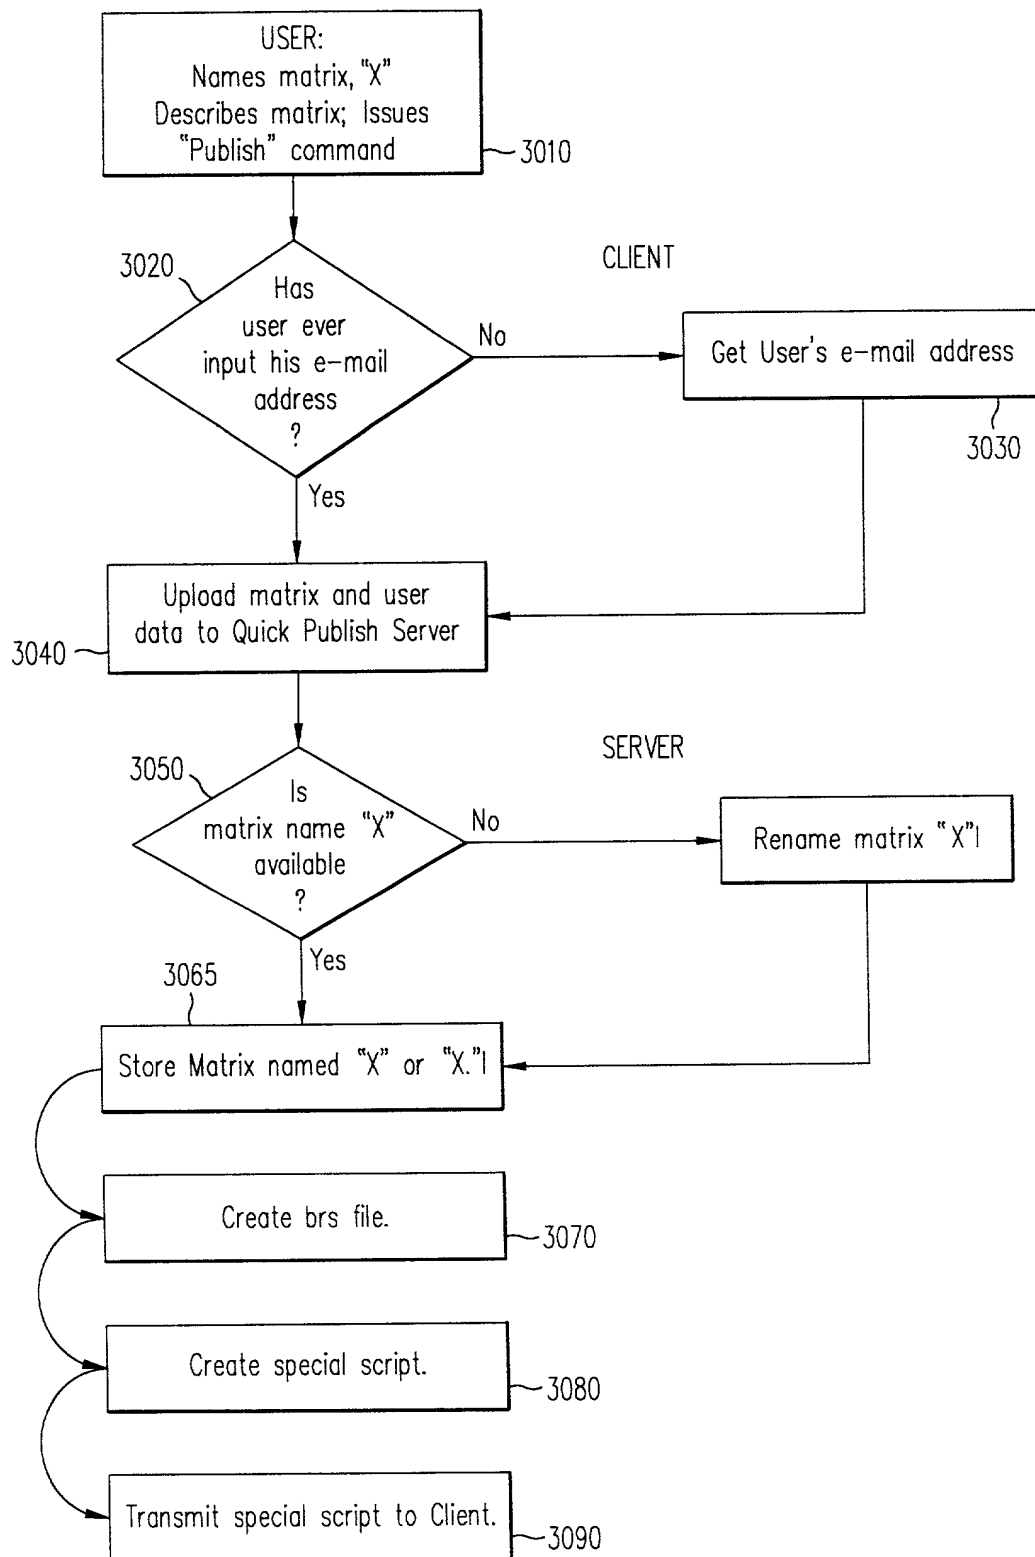 USER:
Names matrix, "X"
Describes matrix; Issues
"Publish" command
3010
3020
Has
user ever
input his e-mail
address
?
No
CLIENT
Get User's e-mail address
3030
Yes
Upload matrix and user
data to Quick Publish Server
3040
3050
Is
matrix name "X"
available
?
No
SERVER
Rename matrix "X"|
Yes
3065
Store Matrix named "X" or "X."|
Create brs file.
3070
Create special script.
3080
Transmit special script to Client.
3090